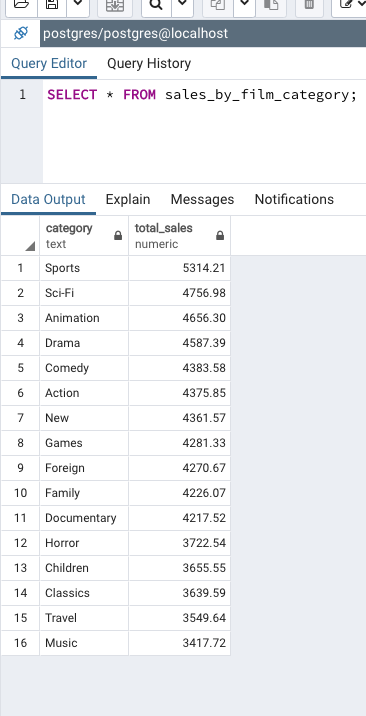 postgres/postgres@localhost
Query Editor Query History
1 SELECT * FROM sales_by_film_category;
Data Output Explain Messages Notifications
category total_sales
text numeric
1 Sports 5314.21
2 Sci-Fi 4756.98
3 Animation 4656.30
4 Drama 4587.39
5 Comedy 4383.58
6 Action 4375.85
7 New 4361.57
8 Games 4281.33
9 Foreign 4270.67
10 Family 4226.07
11 Documentary 4217.52
12 Horror 3722.54
13 Children 3655.55
14 Classics 3639.59
15 Travel 3549.64
16 Music 3417.72